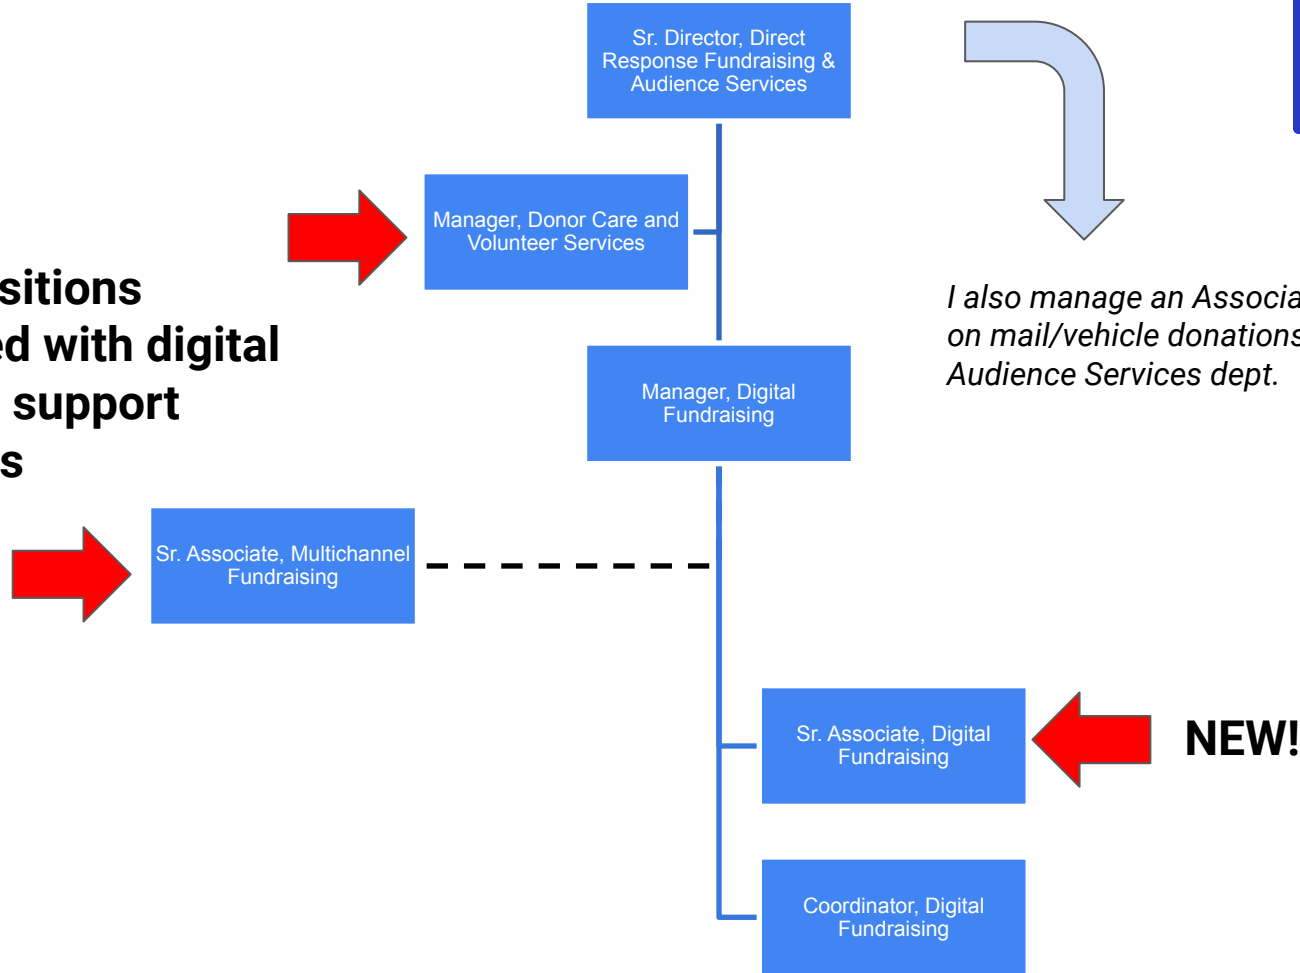 Sr. Director, Direct
Response Fundraising &
Audience Services
Manager, Donor Care and
Volunteer Services
sitions
ed with digital
support
s
I also manage an Associa
on mail/vehicle donations
Audience Services dept.
Manager, Digital
Fundraising
Sr. Associate, Multichannel
Fundraising
Sr. Associate, Digital
Fundraising
NEW!
Coordinator, Digital
Fundraising